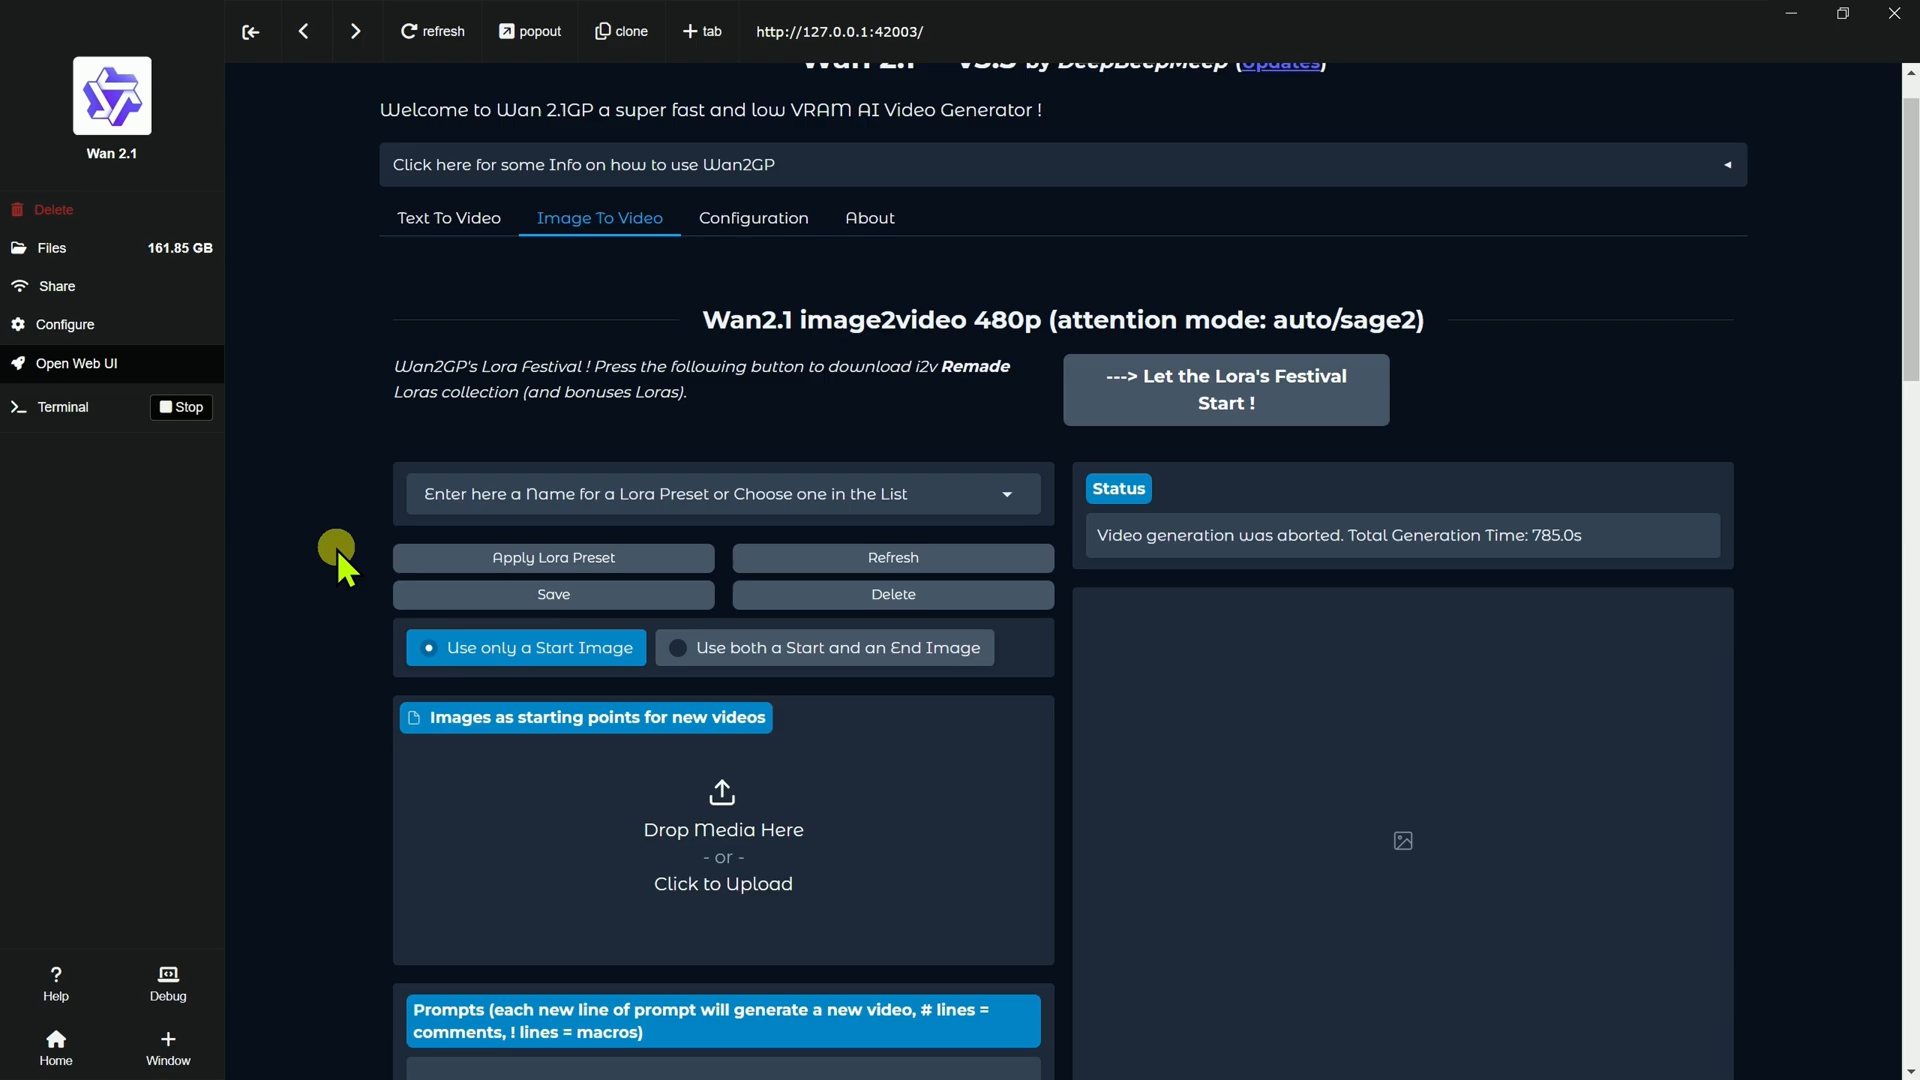 refresh
popout
clone
tab
http://127.0.0.1:42003/
Wan 2.1
Delete
Files 161.85 GB
Share
Configure
Open Web UI
Terminal
Stop
Help
Debug
Home
Window
by DeepBeepMeep (Updates)
Welcome to Wan 2.1GP a super fast and low VRAM AI Video Generator !
Click here for some Info on how to use Wan2GP
Text To Video
Image To Video
Configuration
About
Wan2.1 image2video 480p (attention mode: auto/sage2)
Wan2GP's Lora Festival ! Press the following button to download i2v Remade
Loras collection (and bonuses Loras).
---> Let the Lora's Festival
Start !
Enter here a Name for a Lora Preset or Choose one in the List
Apply Lora Preset
Refresh
Save
Delete
Use only a Start Image
Use both a Start and an End Image
Images as starting points for new videos
Drop Media Here
- or -
Click to Upload
Prompts (each new line of prompt will generate a new video, # lines =
comments, ! lines = macros)
Status
Video generation was aborted. Total Generation Time: 785.0s